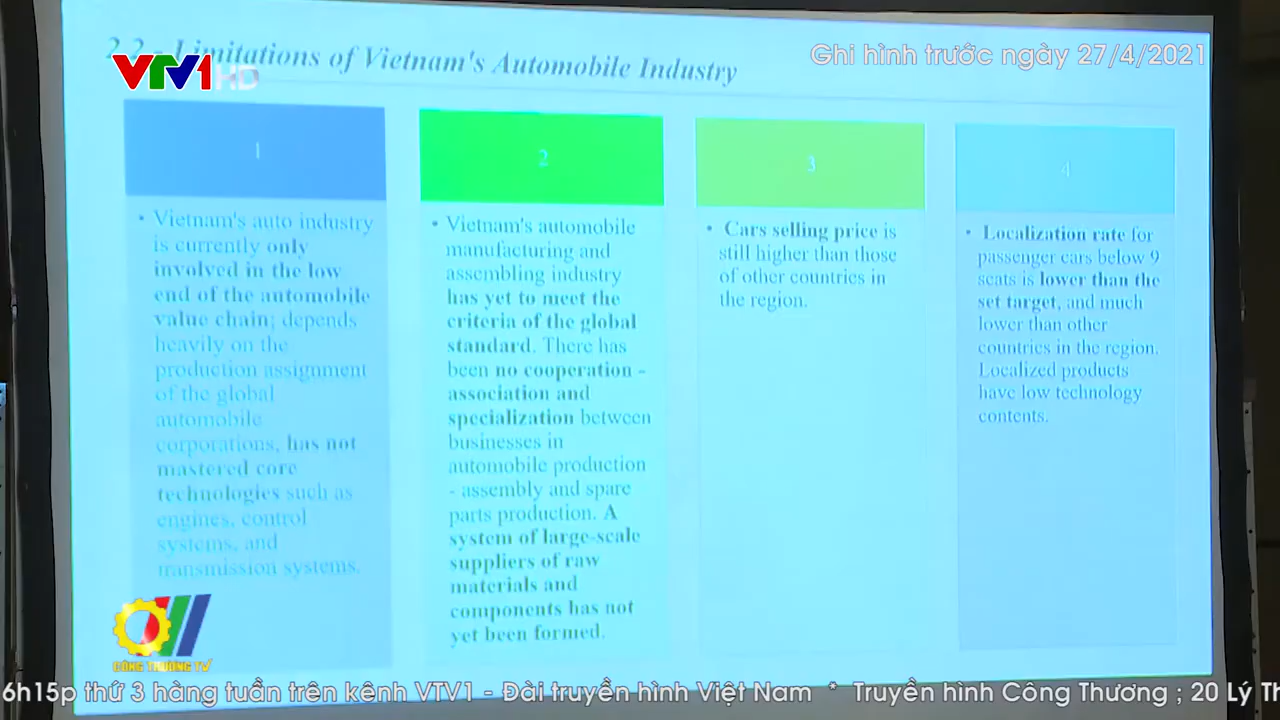 2.2 - Limitations of Vietnam's Automobile Industry
VTV1 HD
Ghi hình trước ngày 27/4/2021
1
• Vietnam's auto industry
is currently only
involved in the low
end of the automobile
value chain; depends
heavily on the
production assignment
of the global
automobile
corporations, has not
mastered core
technologies such as
engines, control
systems, and
transmission systems.
2
• Vietnam's automobile
manufacturing and
assembling industry
has yet to meet the
criteria of the global
standard. There has
been no cooperation -
association and
specialization between
businesses in
automobile production
- assembly and spare
parts production. A
system of large-scale
suppliers of raw
materials and
components has not
yet been formed.
3
• Cars selling price is
still higher than those
of other countries in
the region.
4
• Localization rate for
passenger cars below 9
seats is lower than the
set target, and much
lower than other
countries in the region.
Localized products
have low technology
contents.
CÔNG THƯƠNG TV
6h15p thứ 3 hàng tuần trên kênh VTV1 - Đài truyền hình Việt Nam * Truyền hình Công Thương ; 20 Lý Th